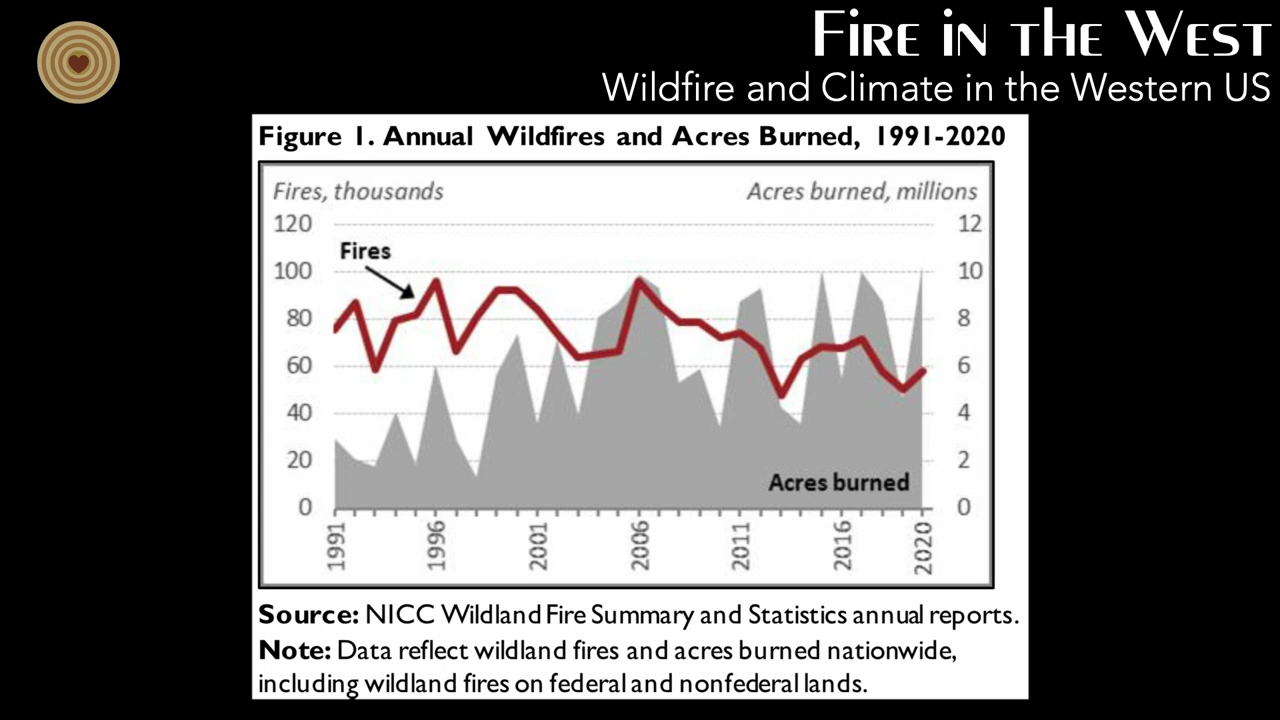 Fire in the West
Wildfire and Climate in the Western US
Figure 1. Annual Wildfires and Acres Burned, 1991-2020
Fires, thousands
Acres burned, millions
120
12
Fires
100
10
80
8
60
6
40
4
20
2
Acres burned
0
0
1991
1996
2001
2006
2011
2016
2020
Source: NICC Wildland Fire Summary and Statistics annual reports.
Note: Data reflect wildland fires and acres burned nationwide,
including wildland fires on federal and nonfederal lands.